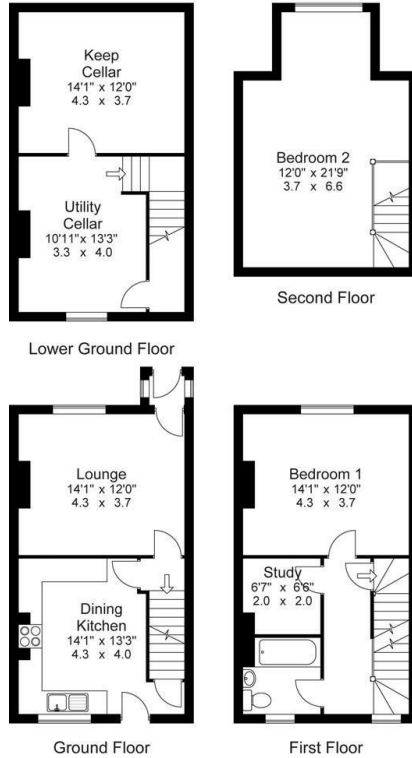 Keep
Cellar
14'1" x 12'0"
4.3 x 3.7
Utility
Cellar
10'11"x 13'3"
3.3 x 4.0
Lower Ground Floor
Bedroom 2
12'0" x 21'9"
3.7 x 6.6
Second Floor
Lounge
14'1" x 12'0"
4.3 x 3.7
Dining
Kitchen
14'1" x 13'3"
4.3 x 4.0
Ground Floor
Bedroom 1
14'1" x 12'0"
4.3 x 3.7
Study
6'7" x 6'6"
2.0 x 2.0
First Floor